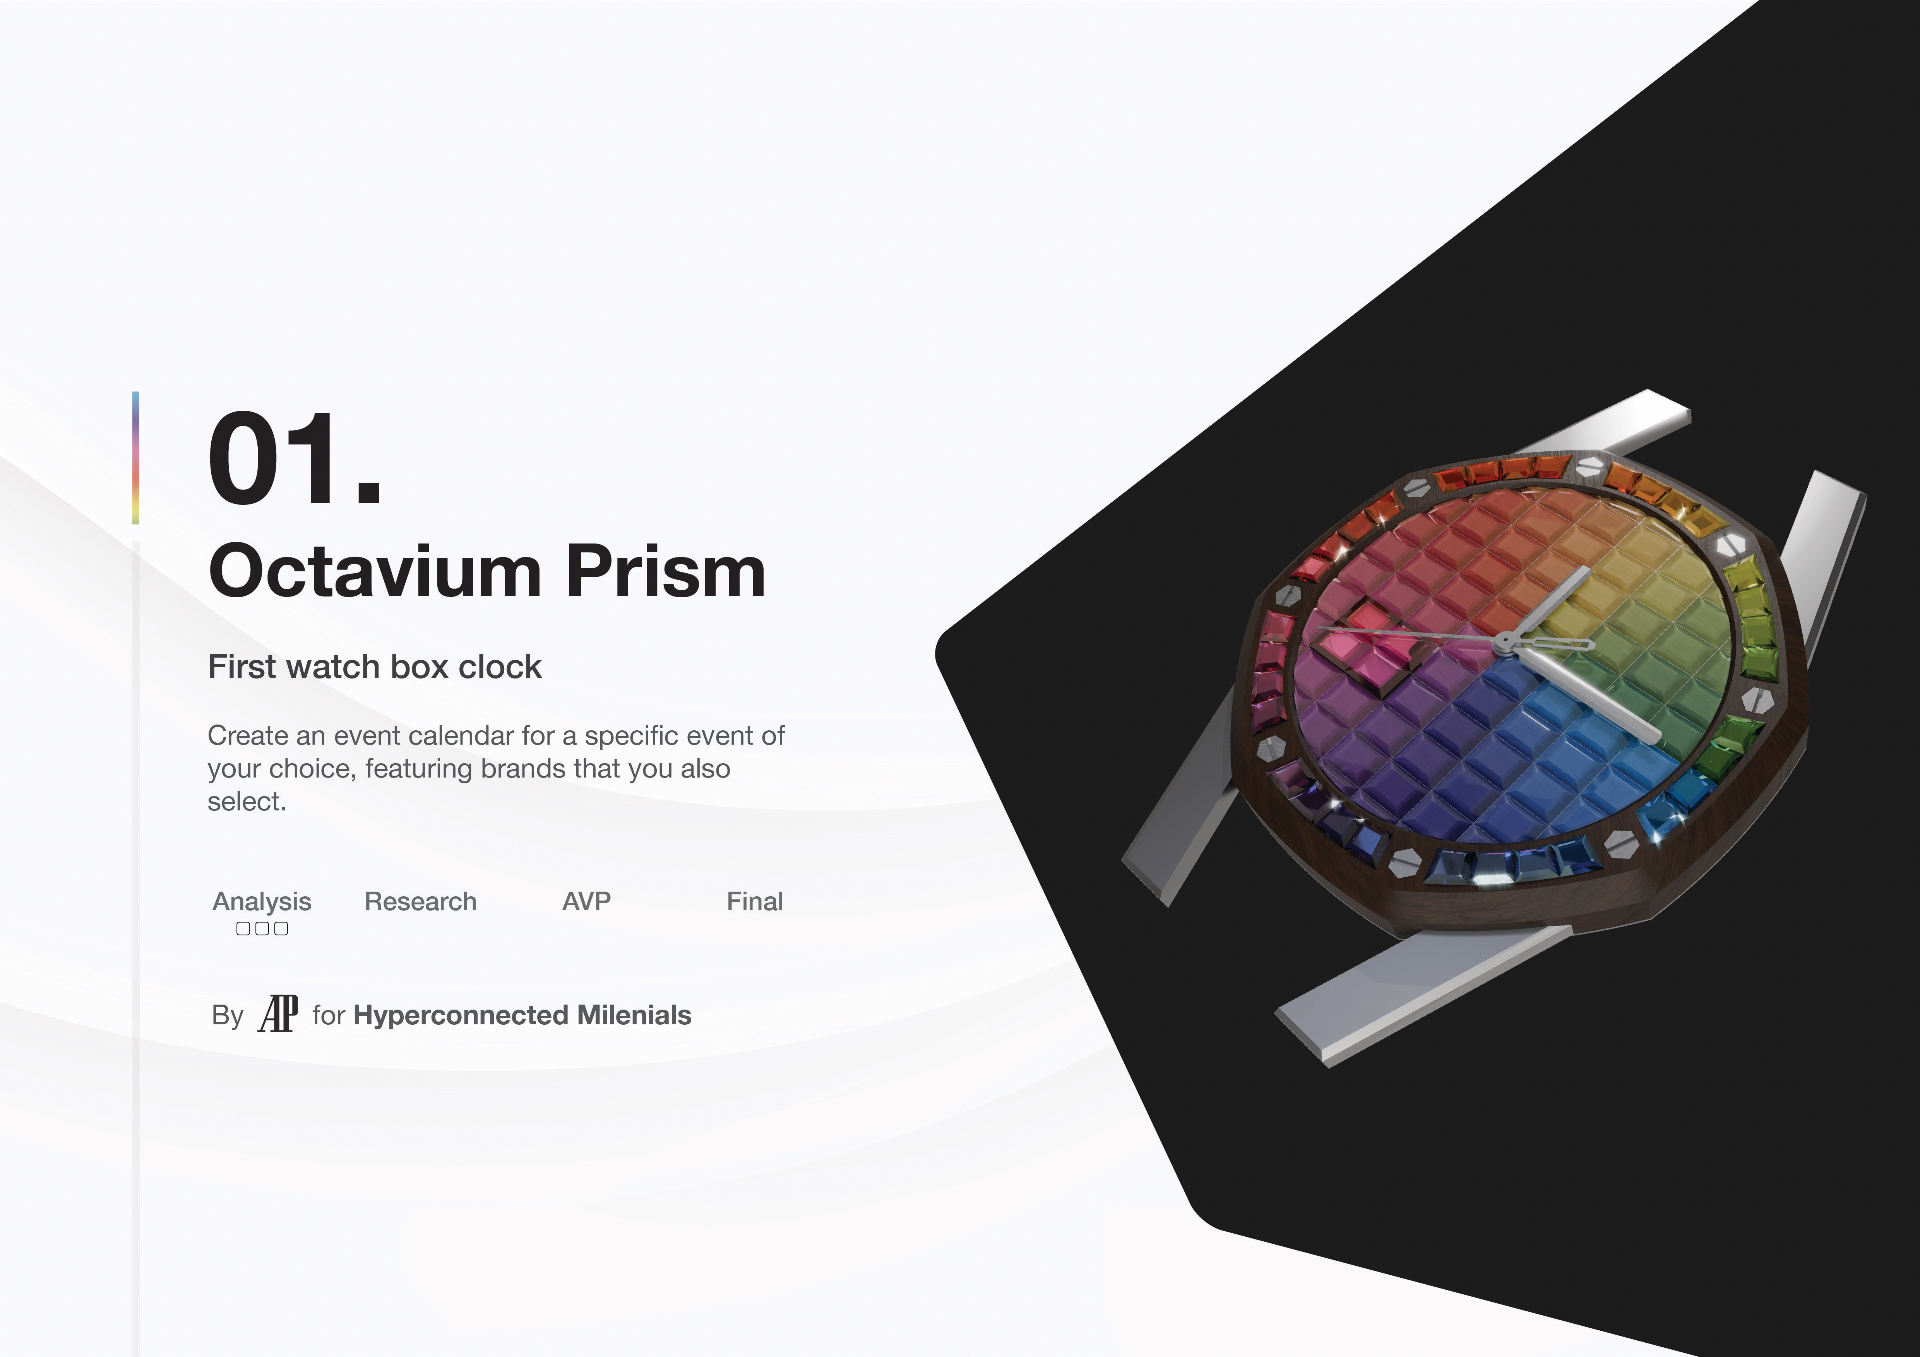 01.
Octavium Prism
First watch box clock
Create an event calendar for a specific event of
your choice, featuring brands that you also
select.
Analysis Research AVP Final
By AP for Hyperconnected Milenials